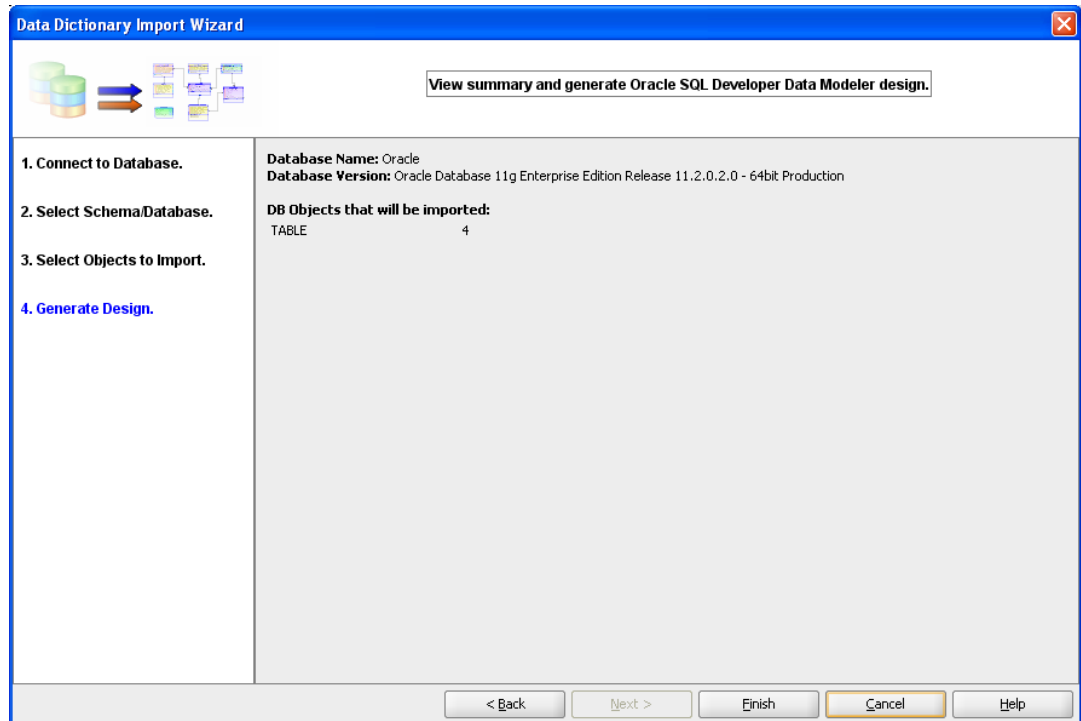 Data Dictionary Import Wizard
View summary and generate Oracle SQL Developer Data Modeler design.
1. Connect to Database.
2. Select Schema/Database.
3. Select Objects to Import.
4. Generate Design.
Database Name: Oracle
Database Version: Oracle Database 11g Enterprise Edition Release 11.2.0.2.0 - 64bit Production
DB Objects that will be imported:
TABLE 4
< Back Next > Finish Cancel Help